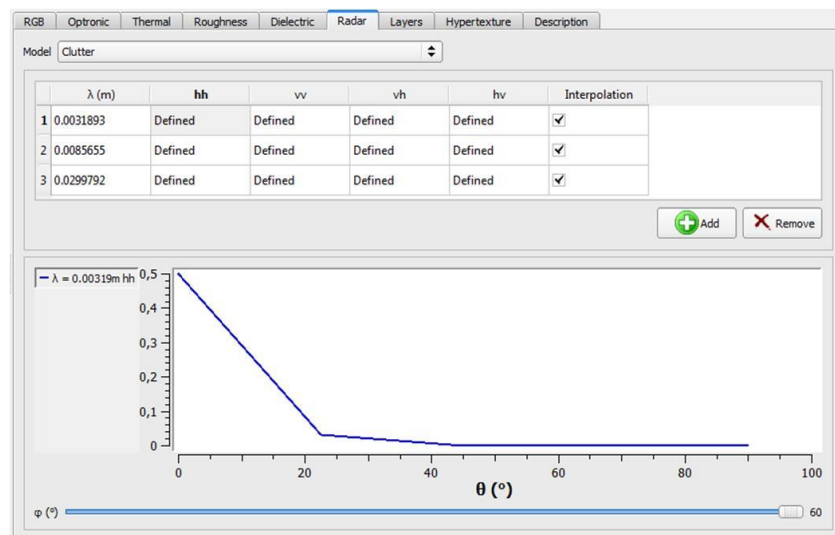 RGB Optronic Thermal Roughness Dielectric Radar Layers Hypertexture Description
Model Clutter
λ (m) hh vv vh hv Interpolation
1 0.0031893 Defined Defined Defined Defined
2 0.0085655 Defined Defined Defined Defined
3 0.0299792 Defined Defined Defined Defined
Add Remove
λ = 0.00319m hh
0,5
0,4
0,3
0,2
0,1
0
0 20 40 60 80 100
θ (°)
φ (°) 60